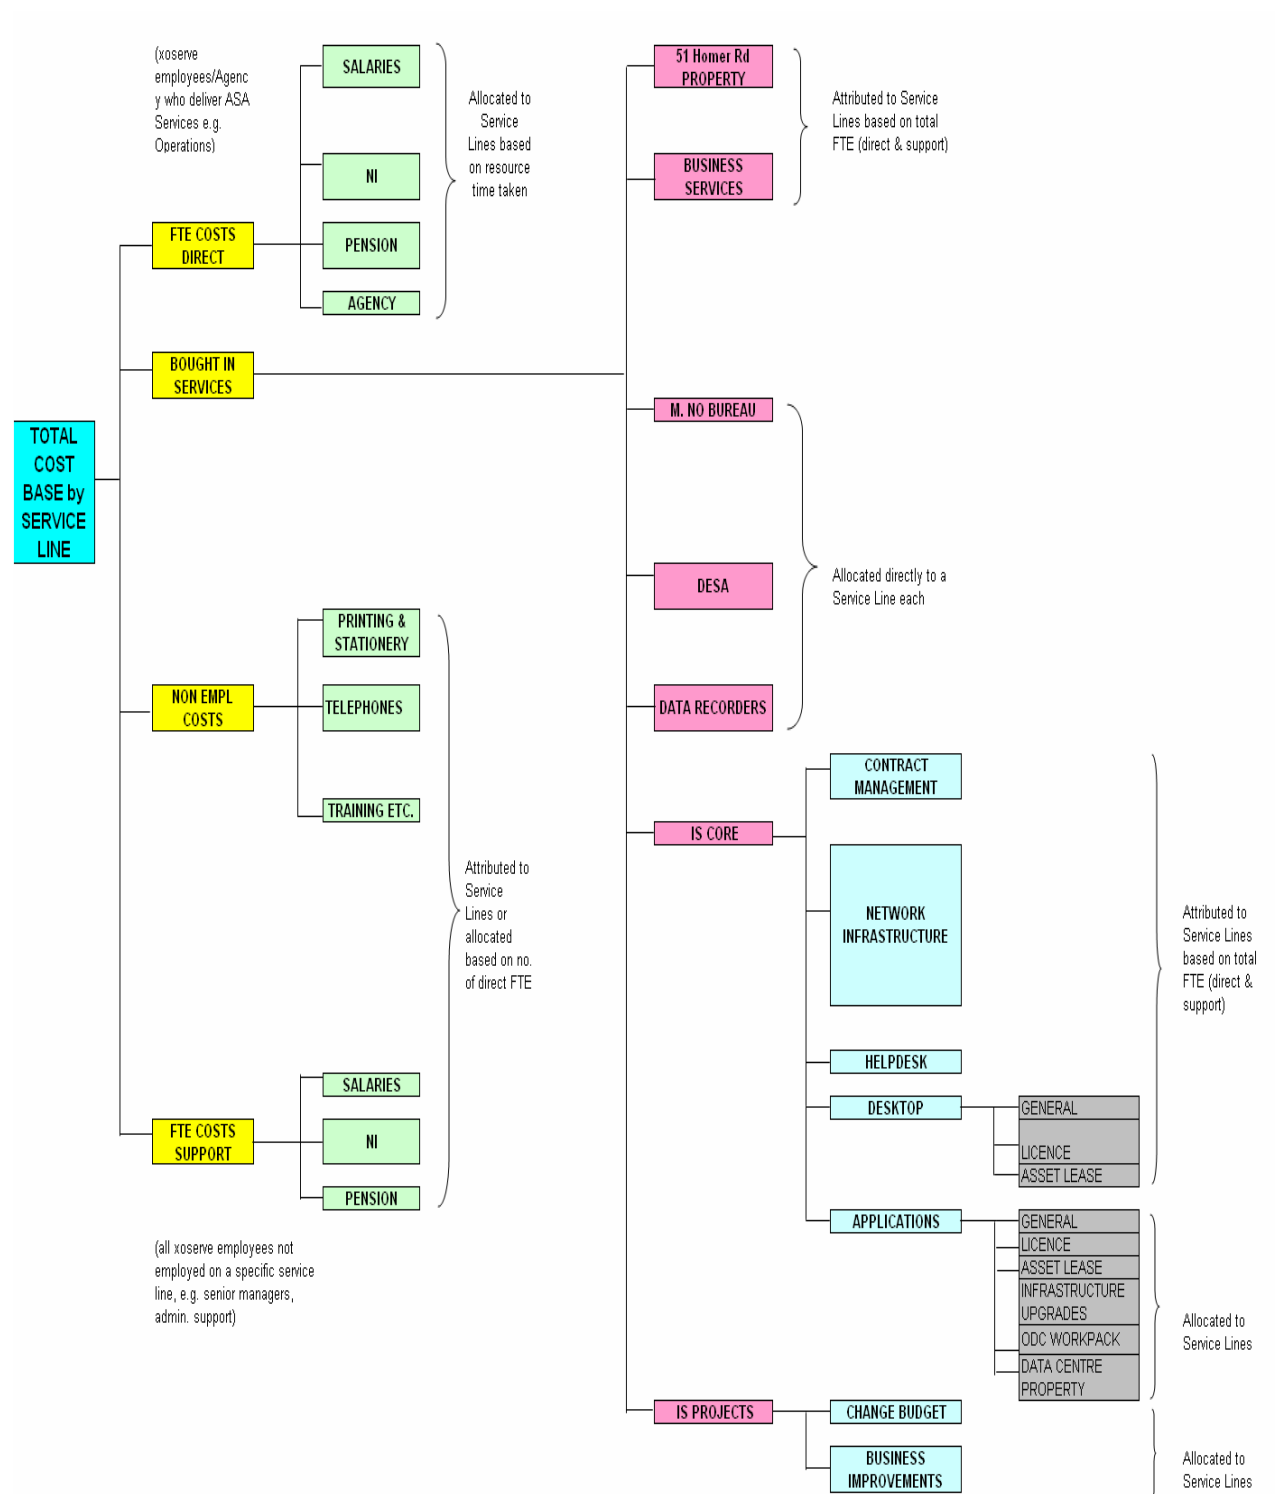 (xoserve
employees/Agenc
y who deliver ASA
Services e.g.
Operations)
SALARIES
NI
PENSION
AGENCY
Allocated to
Service
Lines based
on resource
time taken
51 Homer Rd
PROPERTY
BUSINESS
SERVICES
Attributed to Service
Lines based on total
FTE (direct & support)
FTE COSTS
DIRECT
BOUGHT IN
SERVICES
TOTAL
COST
BASE by
SERVICE
LINE
M. NO BUREAU
DESA
DATA RECORDERS
Allocated directly to a
Service Line each
NON EMPL
COSTS
PRINTING &
STATIONERY
TELEPHONES
TRAINING ETC.
Attributed to
Service
Lines or
allocated
based on no.
of direct FTE
IS CORE
CONTRACT
MANAGEMENT
NETWORK
INFRASTRUCTURE
HELPDESK
DESKTOP
GENERAL
LICENCE
ASSET LEASE
Attributed to
Service Lines
based on total
FTE (direct &
support)
FTE COSTS
SUPPORT
SALARIES
NI
PENSION
(all xoserve employees not
employed on a specific service
line, e.g. senior managers,
admin. support)
APPLICATIONS
GENERAL
LICENCE
ASSET LEASE
INFRASTRUCTURE
UPGRADES
ODC WORKPACK
DATA CENTRE
PROPERTY
Allocated to
Service Lines
IS PROJECTS
CHANGE BUDGET
BUSINESS
IMPROVEMENTS
Allocated to
Service Lines